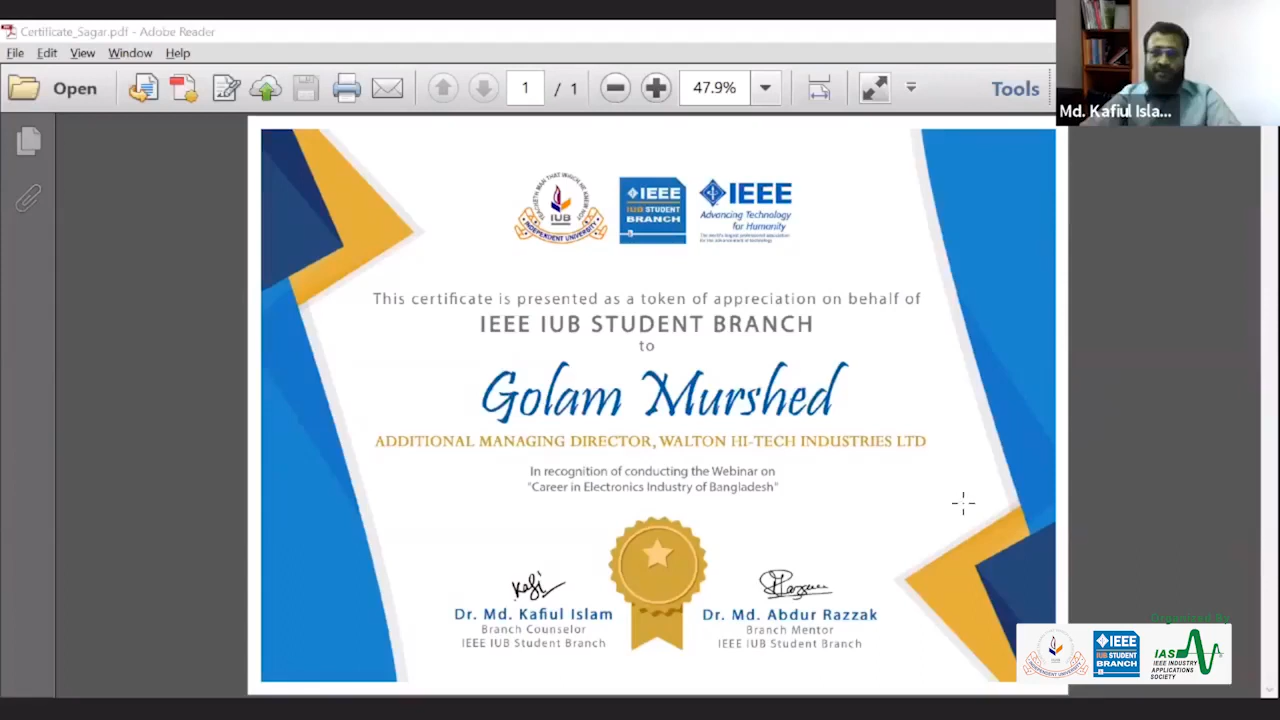 Certificate_Sagar.pdf - Adobe Reader
File Edit View Window Help
Open
1 / 1
47.9%
Tools
Md. Kafiul Isla...
IUB
INDEPENDENT UNIVERSITY
IEEE
IUB STUDENT
BRANCH
IEEE
Advancing Technology
for Humanity
This certificate is presented as a token of appreciation on behalf of
IEEE IUB STUDENT BRANCH
to
Golam Murshed
ADDITIONAL MANAGING DIRECTOR, WALTON HI-TECH INDUSTRIES LTD
In recognition of conducting the Webinar on
"Career in Electronics Industry of Bangladesh"
Dr. Md. Kafiul Islam
Branch Counselor
IEEE IUB Student Branch
Dr. Md. Abdur Razzak
Branch Mentor
IEEE IUB Student Branch
IEEE
IUB STUDENT
BRANCH
IAS
IEEE INDUSTRY
APPLICATIONS
SOCIETY